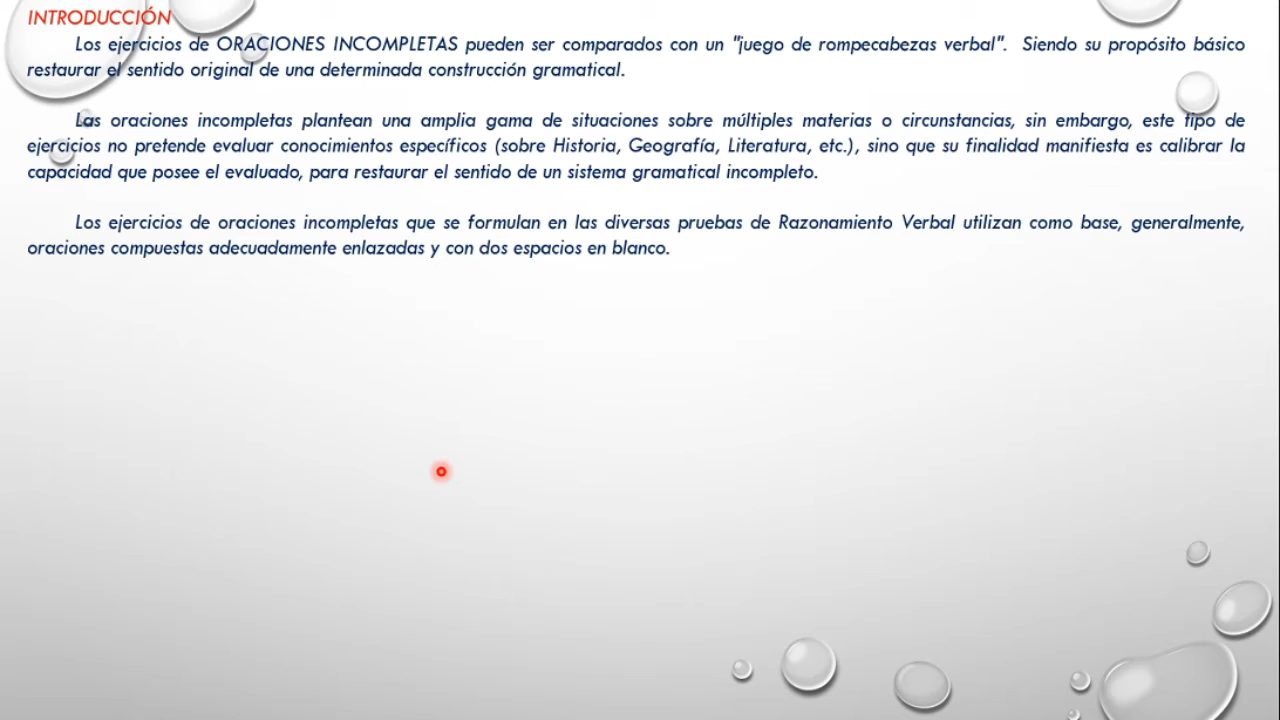 INTRODUCCIÓN
Los ejercicios de ORACIONES INCOMPLETAS pueden ser comparados con un "juego de rompecabezas verbal". Siendo su propósito básico
restaurar el sentido original de una determinada construcción gramatical.
Las oraciones incompletas plantean una amplia gama de situaciones sobre múltiples materias o circunstancias, sin embargo, este tipo de
ejercicios no pretende evaluar conocimientos específicos (sobre Historia, Geografía, Literatura, etc.), sino que su finalidad manifiesta es calibrar la
capacidad que posee el evaluado, para restaurar el sentido de un sistema gramatical incompleto.
Los ejercicios de oraciones incompletas que se formulan en las diversas pruebas de Razonamiento Verbal utilizan como base, generalmente,
oraciones compuestas adecuadamente enlazadas y con dos espacios en blanco.